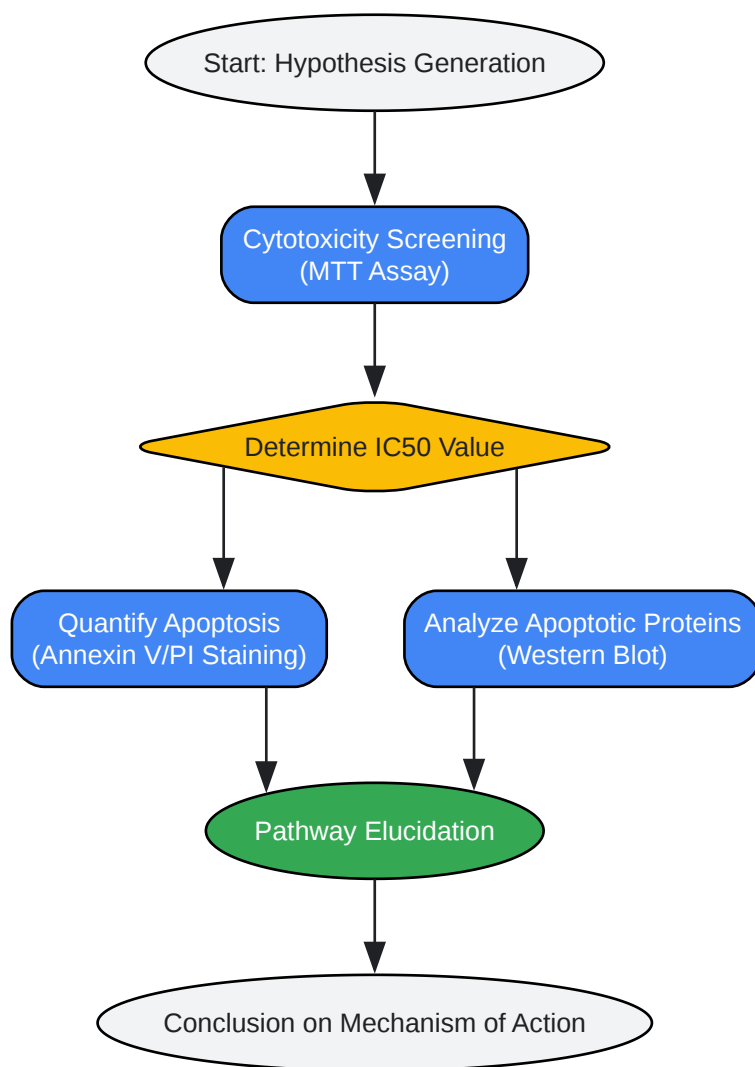 Start: Hypothesis Generation
Cytotoxicity Screening
(MTT Assay)
Determine IC50 Value
Quantify Apoptosis
(Annexin V/PI Staining)
Analyze Apoptotic Proteins
(Western Blot)
Pathway Elucidation
Conclusion on Mechanism of Action